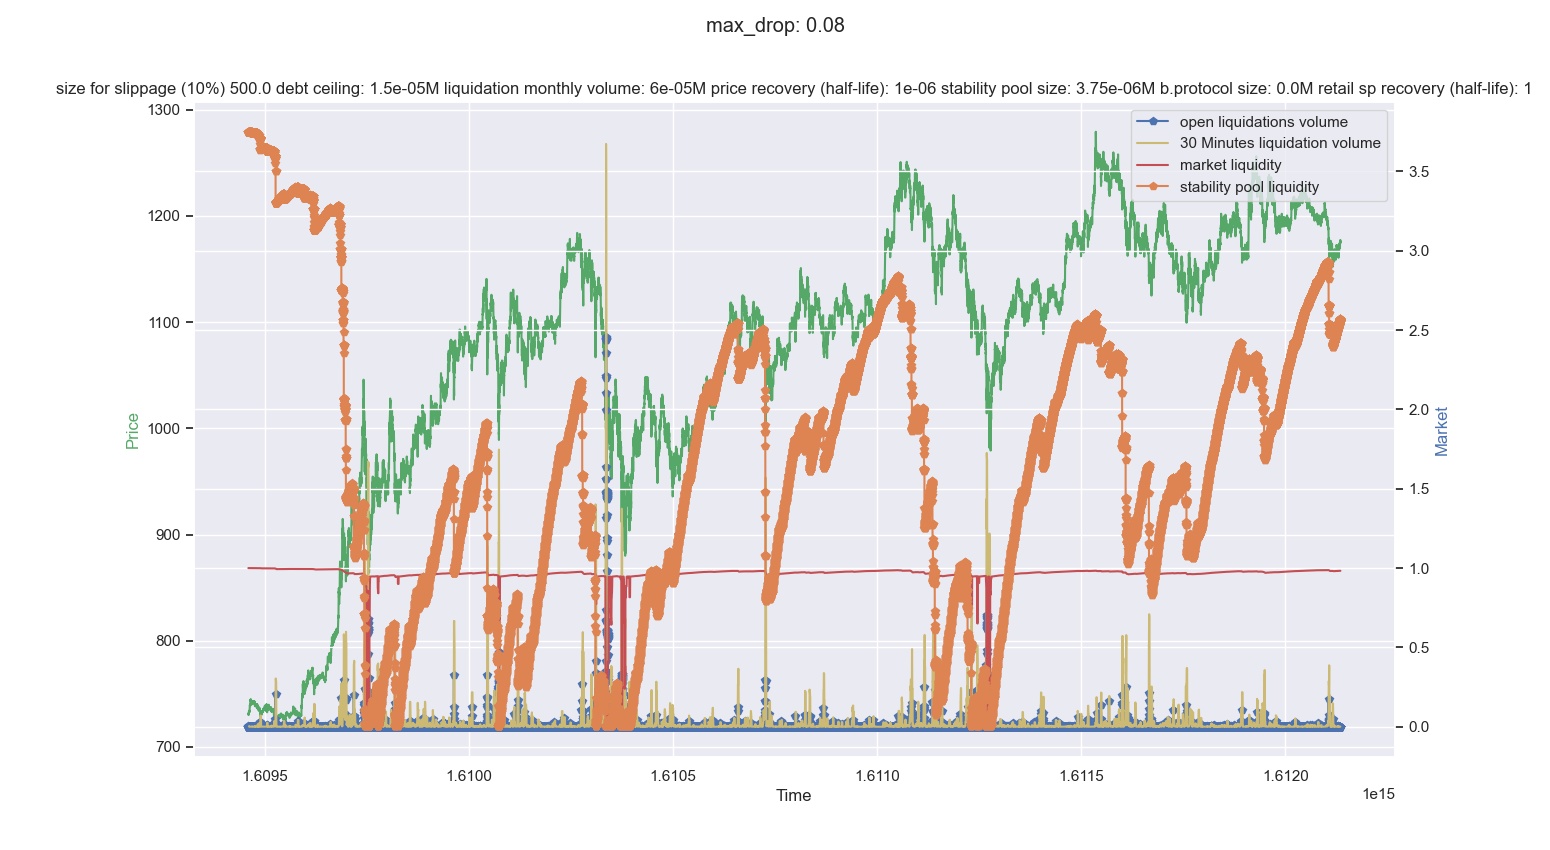 max_drop: 0.08
size for slippage (10%) 500.0 debt ceiling: 1.5e-05M liquidation monthly volume: 6e-05M price recovery (half-life): 1e-06 stability pool size: 3.75e-06M b.protocol size: 0.0M retail sp recovery (half-life): 1
open liquidations volume
30 Minutes liquidation volume
market liquidity
stability pool liquidity
Price
1300
1200
1100
1000
900
800
700
Market
3.5
3.0
2.5
2.0
1.5
1.0
0.5
0.0
1.6095 1.6100 1.6105 1.6110 1.6115 1.6120
Time
1e15